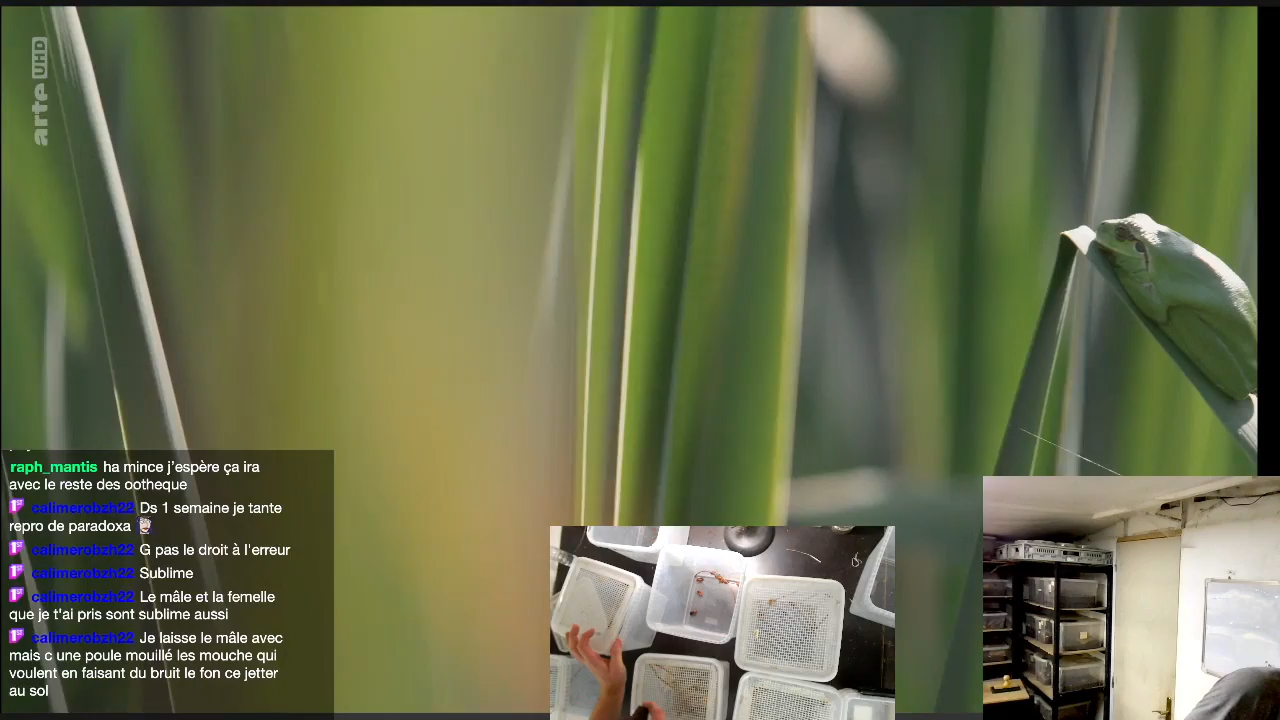 arte UHD
raph_mantis ha mince j'espère ça ira
avec le reste des ootheque
calimerobzh22 Ds 1 semaine je tante
repro de paradoxa
calimerobzh22 G pas le droit à l'erreur
calimerobzh22 Sublime
calimerobzh22 Le mâle et la femelle
que je t'ai pris sont sublime aussi
calimerobzh22 Je laisse le mâle avec
mais c une poule mouillé les mouche qui
voulent en faisant du bruit le fon ce jetter
au sol